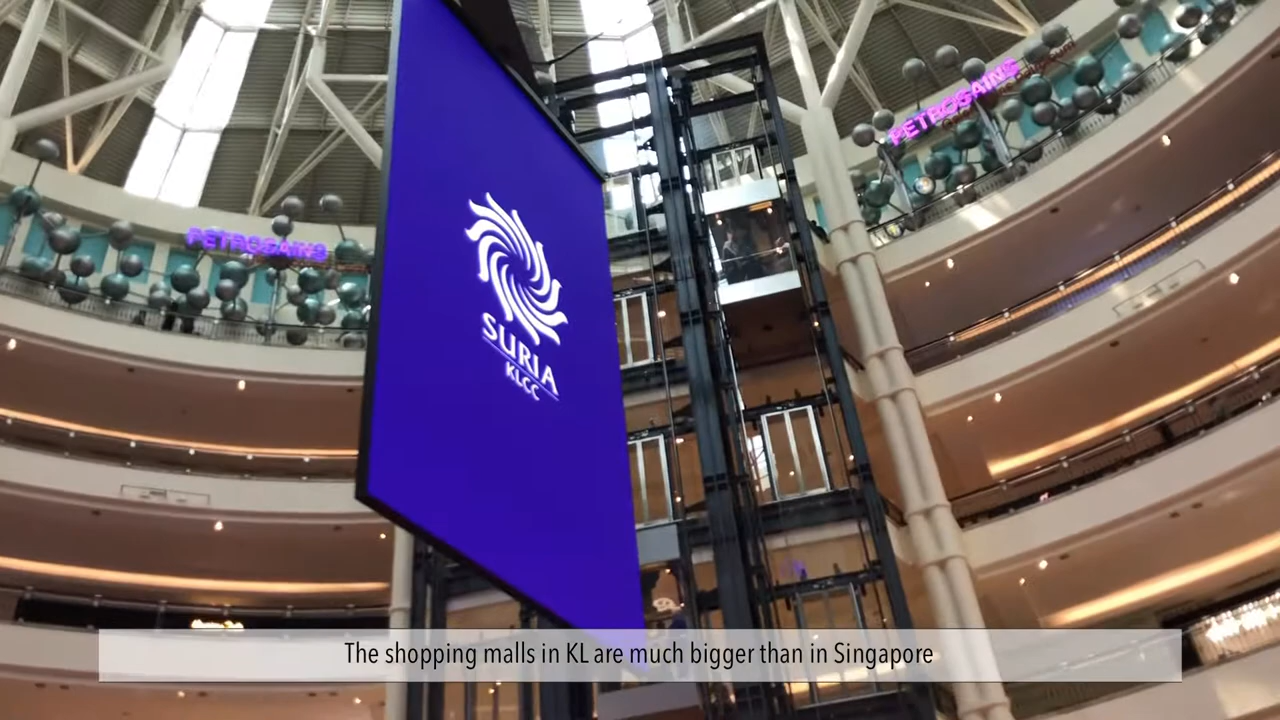 PETROSAINS
PETROSAINS
SURIA
KLCC
The shopping malls in KL are much bigger than in Singapore